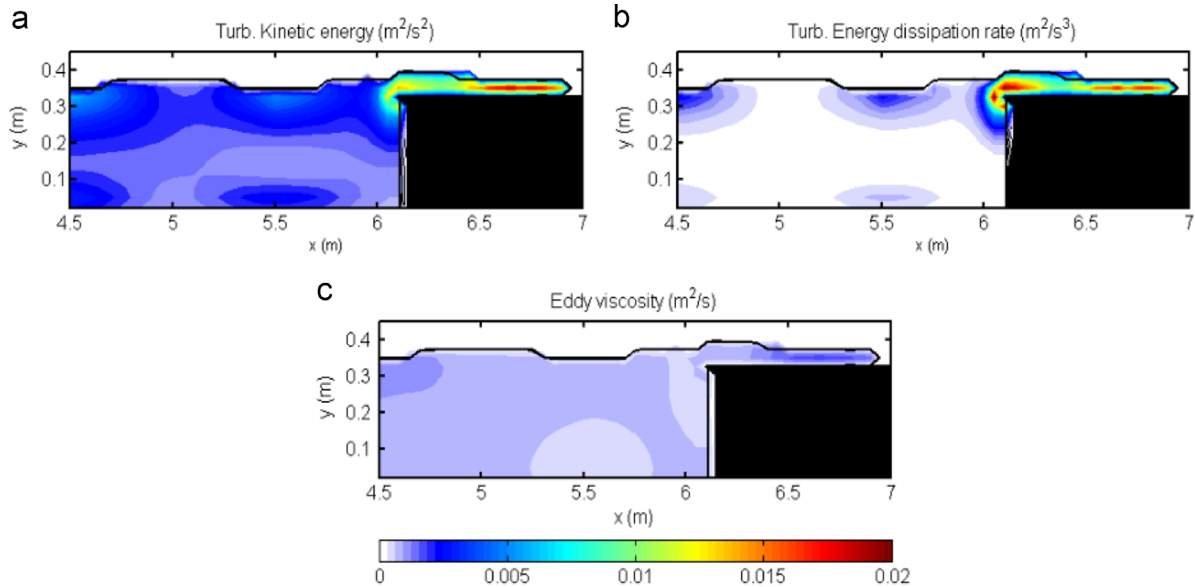 a
Turb. Kinetic energy (m²/s²)
0.4
0.3
0.2
0.1
y (m)
4.5 5 5.5 6 6.5 7
x (m)
b
Turb. Energy dissipation rate (m²/s³)
0.4
0.3
0.2
0.1
y (m)
4.5 5 5.5 6 6.5 7
x (m)
c
Eddy viscosity (m²/s)
0.4
0.3
0.2
0.1
y (m)
4.5 5 5.5 6 6.5 7
x (m)
0 0.005 0.01 0.015 0.02